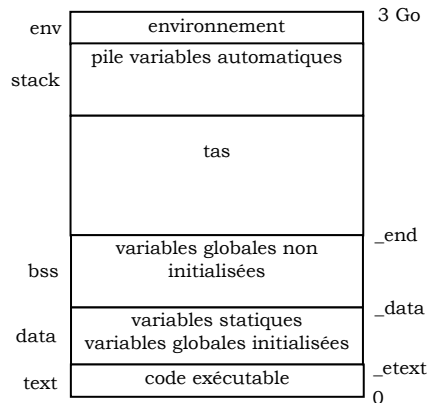 3 Go
env
environnement
pile variables automatiques
stack
tas
_end
variables globales non
initialisées
bss
_data
variables statiques
data
variables globales initialisées
_etext
text
code exécutable
0